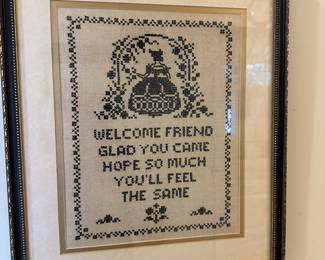 WELCOME FRIEND
GLAD YOU CAME
HOPE SO MUCH
YOU'LL FEEL
THE SAME